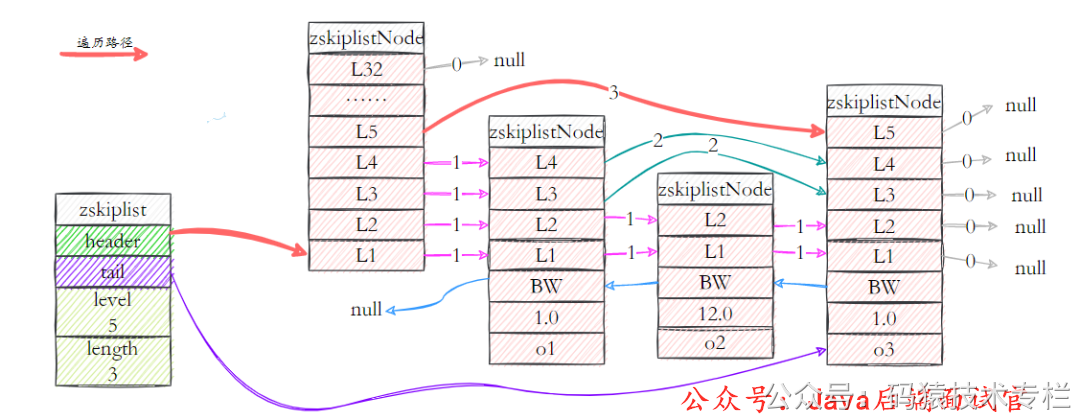 遍历路径
zskiplistNode
L32
0
null
……
L5
3
L4
1
L3
1
L2
1
L1
1
zskiplist
header
tail
level
5
length
3
zskiplistNode
L4
2
L3
2
L2
1
L1
1
BW
null
1.0
o1
zskiplistNode
L2
1
L1
1
BW
12.0
o2
zskiplistNode
L5
0
null
L4
0
null
L3
0
null
L2
0
null
L1
0
null
BW
1.0
o3
公众号：Java后端面试官
公众号：码猿技术专栏